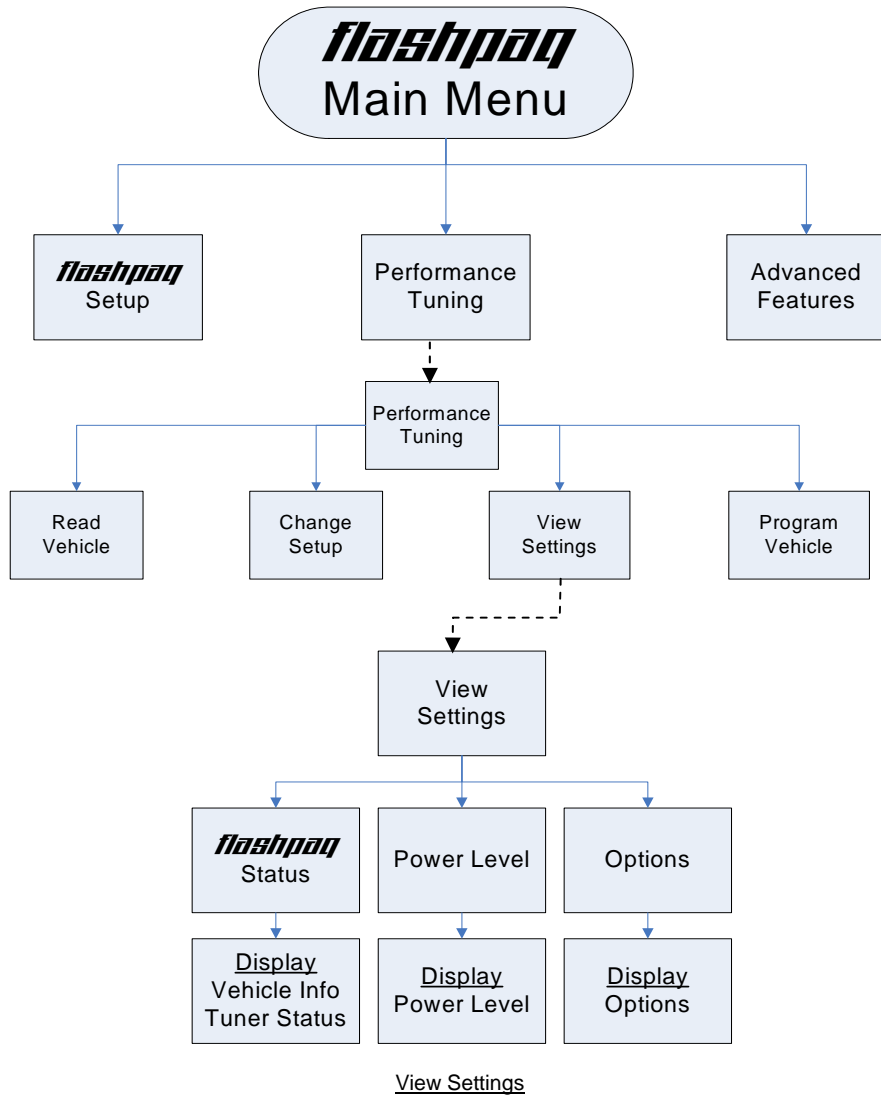 flashpaq
Main Menu
flashpaq
Setup
Performance
Tuning
Advanced
Features
Performance
Tuning
Read
Vehicle
Change
Setup
View
Settings
Program
Vehicle
View
Settings
flashpaq
Status
Power Level
Options
Display
Vehicle Info
Tuner Status
Display
Power Level
Display
Options
View Settings